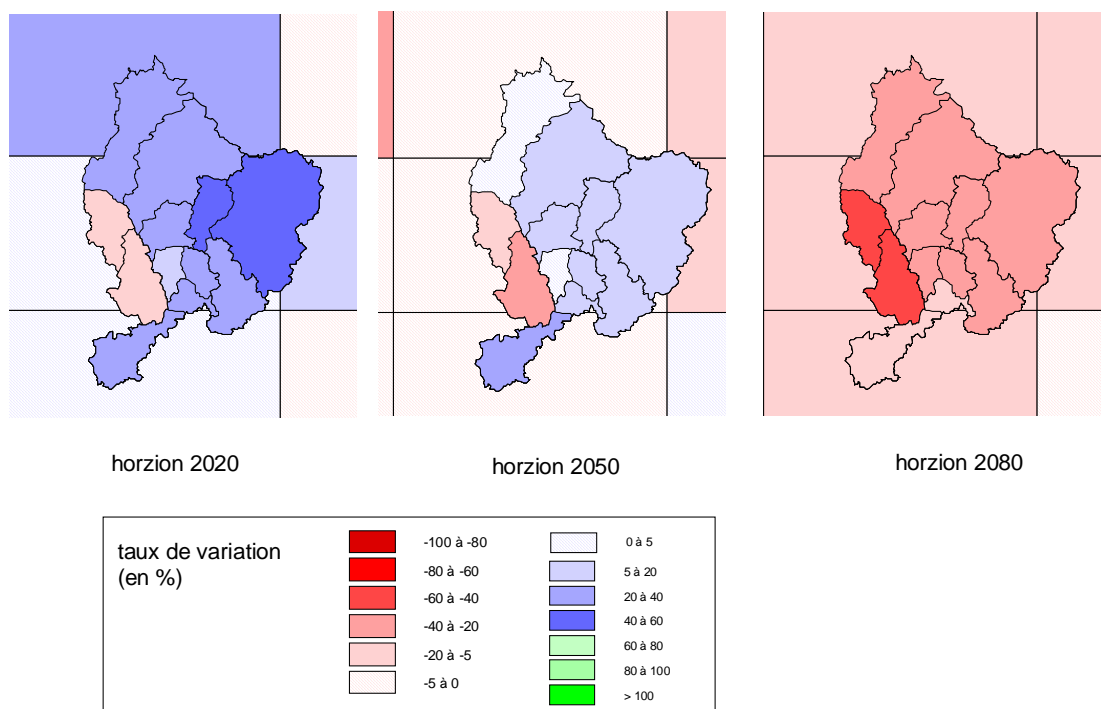 horzion 2020
horzion 2050
horzion 2080
taux de variation
(en %)
-100 à -80
-80 à -60
-60 à -40
-40 à -20
-20 à -5
-5 à 0
0 à 5
5 à 20
20 à 40
40 à 60
60 à 80
80 à 100
> 100